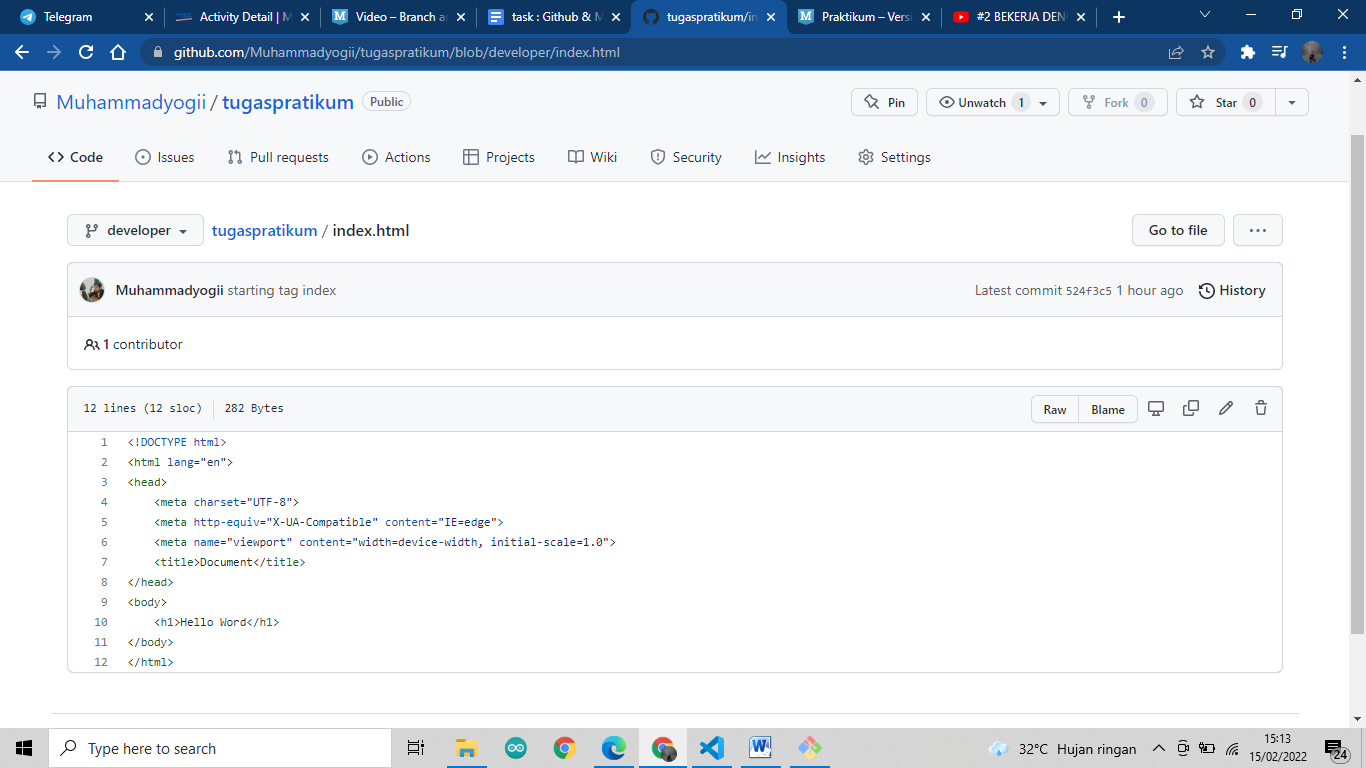 Telegram
Activity Detail | M
Video – Branch a
task : Github & M
tugaspratikum/in
Praktikum – Versi
#2 BEKERJA DEN
github.com/Muhammadyogii/tugaspratikum/blob/developer/index.html
Muhammadyogii / tugaspratikum Public
Pin Unwatch 1 Fork 0 Star 0
Code Issues Pull requests Actions Projects Wiki Security Insights Settings
developer tugaspratikum / index.html Go to file ...
Muhammadyogii starting tag index Latest commit 524f3c5 1 hour ago History
1 contributor
12 lines (12 sloc) 282 Bytes Raw Blame
1 <!DOCTYPE html>
2 <html lang="en">
3 <head>
4 <meta charset="UTF-8">
5 <meta http-equiv="X-UA-Compatible" content="IE=edge">
6 <meta name="viewport" content="width=device-width, initial-scale=1.0">
7 <title>Document</title>
8 </head>
9 <body>
10 <h1>Hello Word</h1>
11 </body>
12 </html>
Type here to search
32°C Hujan ringan
15:13
15/02/2022
24